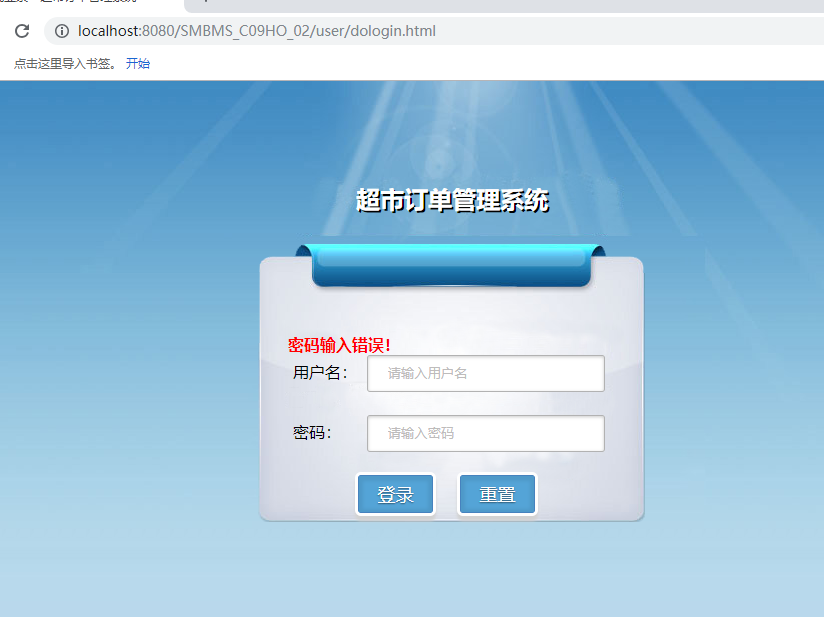 localhost:8080/SMBMS_C09HO_02/user/dologin.html
点击这里导入书签。 开始
超市订单管理系统
密码输入错误!
用户名： 请输入用户名
密码： 请输入密码
登录 重置